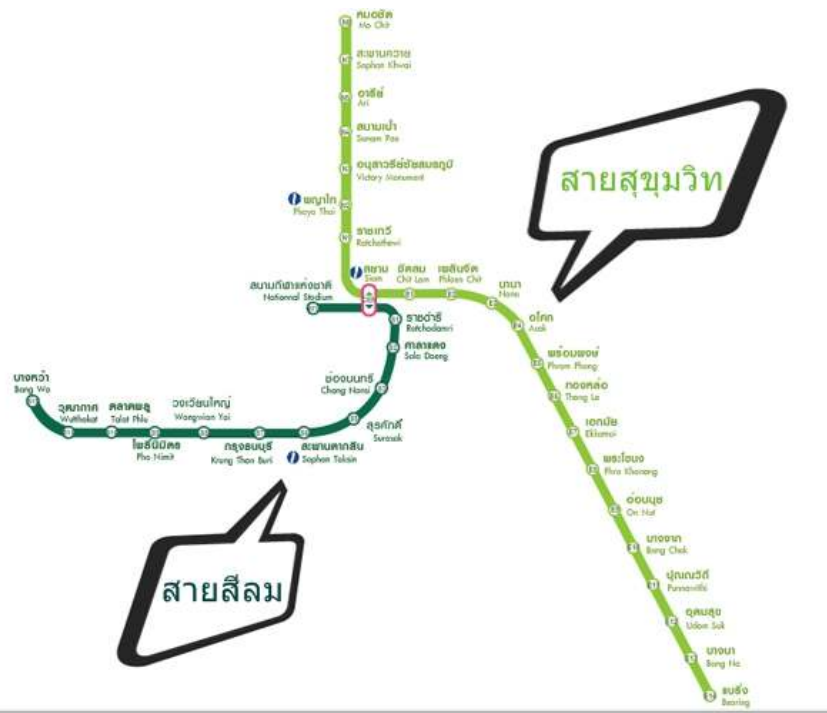 หมอชิต
Mo Chit
สะพานควาย
Saphan Khwai
อารีย์
Ari
สนามเป้า
Sanam Pao
อนุสาวรีย์ชัยสมรภูมิ
Victory Monument
พญาไท
Phaya Thai
ราชเทวี
Ratchathewi
สยาม
Siam
ชิดลม
Chit Lom
เพลินจิต
Ploen Chit
นานา
Nana
อโศก
Asok
พร้อมพงษ์
Phrom Phong
ทองหล่อ
Thong Lo
เอกมัย
Ekkamai
พระโขนง
Phra Khanong
อ่อนนุช
On Nut
บางจาก
Bang Chak
ปุณณวิถี
Punnawithi
อุดมสุข
Udom Suk
บางนา
Bang Na
แบริ่ง
Bearing
สายสุขุมวิท
สนามกีฬาแห่งชาติ
National Stadium
ราชดำริ
Ratchadamri
ศาลาแดง
Sala Daeng
ช่องนนทรี
Chong Nonsi
สุรศักดิ์
Surasak
สะพานตากสิน
Saphan Taksin
กรุงธนบุรี
Krung Thon Buri
วงเวียนใหญ่
Wongwian Yai
โพธิ์นิมิตร
Pho Nimit
ตลาดพลู
Talat Phlu
วุฒากาศ
Wutthakat
บางหว้า
Bang Wa
สายสีลม